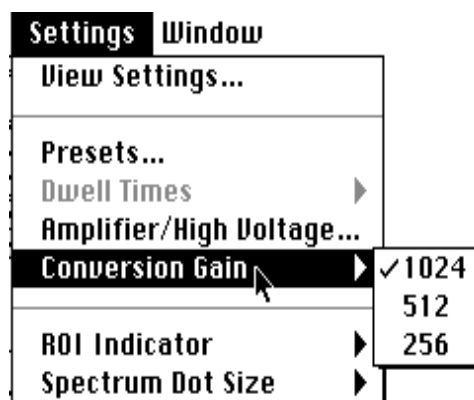 Settings Window
View Settings...
Presets...
Dwell Times
Amplifier/High Voltage...
Conversion Gain ✓1024
512
256
ROI Indicator
Spectrum Dot Size